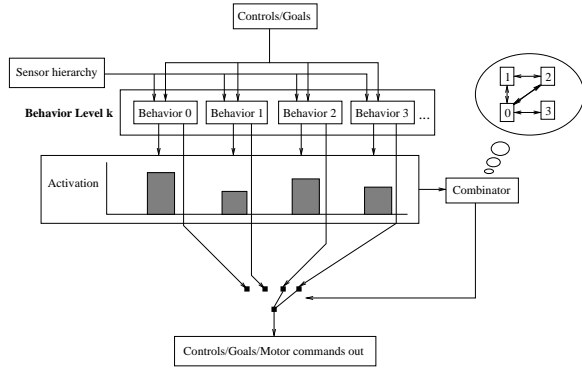 Controls/Goals
Sensor hierarchy
Behavior Level k
Behavior 0
Behavior 1
Behavior 2
Behavior 3
...
1
2
0
3
Activation
Combinator
Controls/Goals/Motor commands out